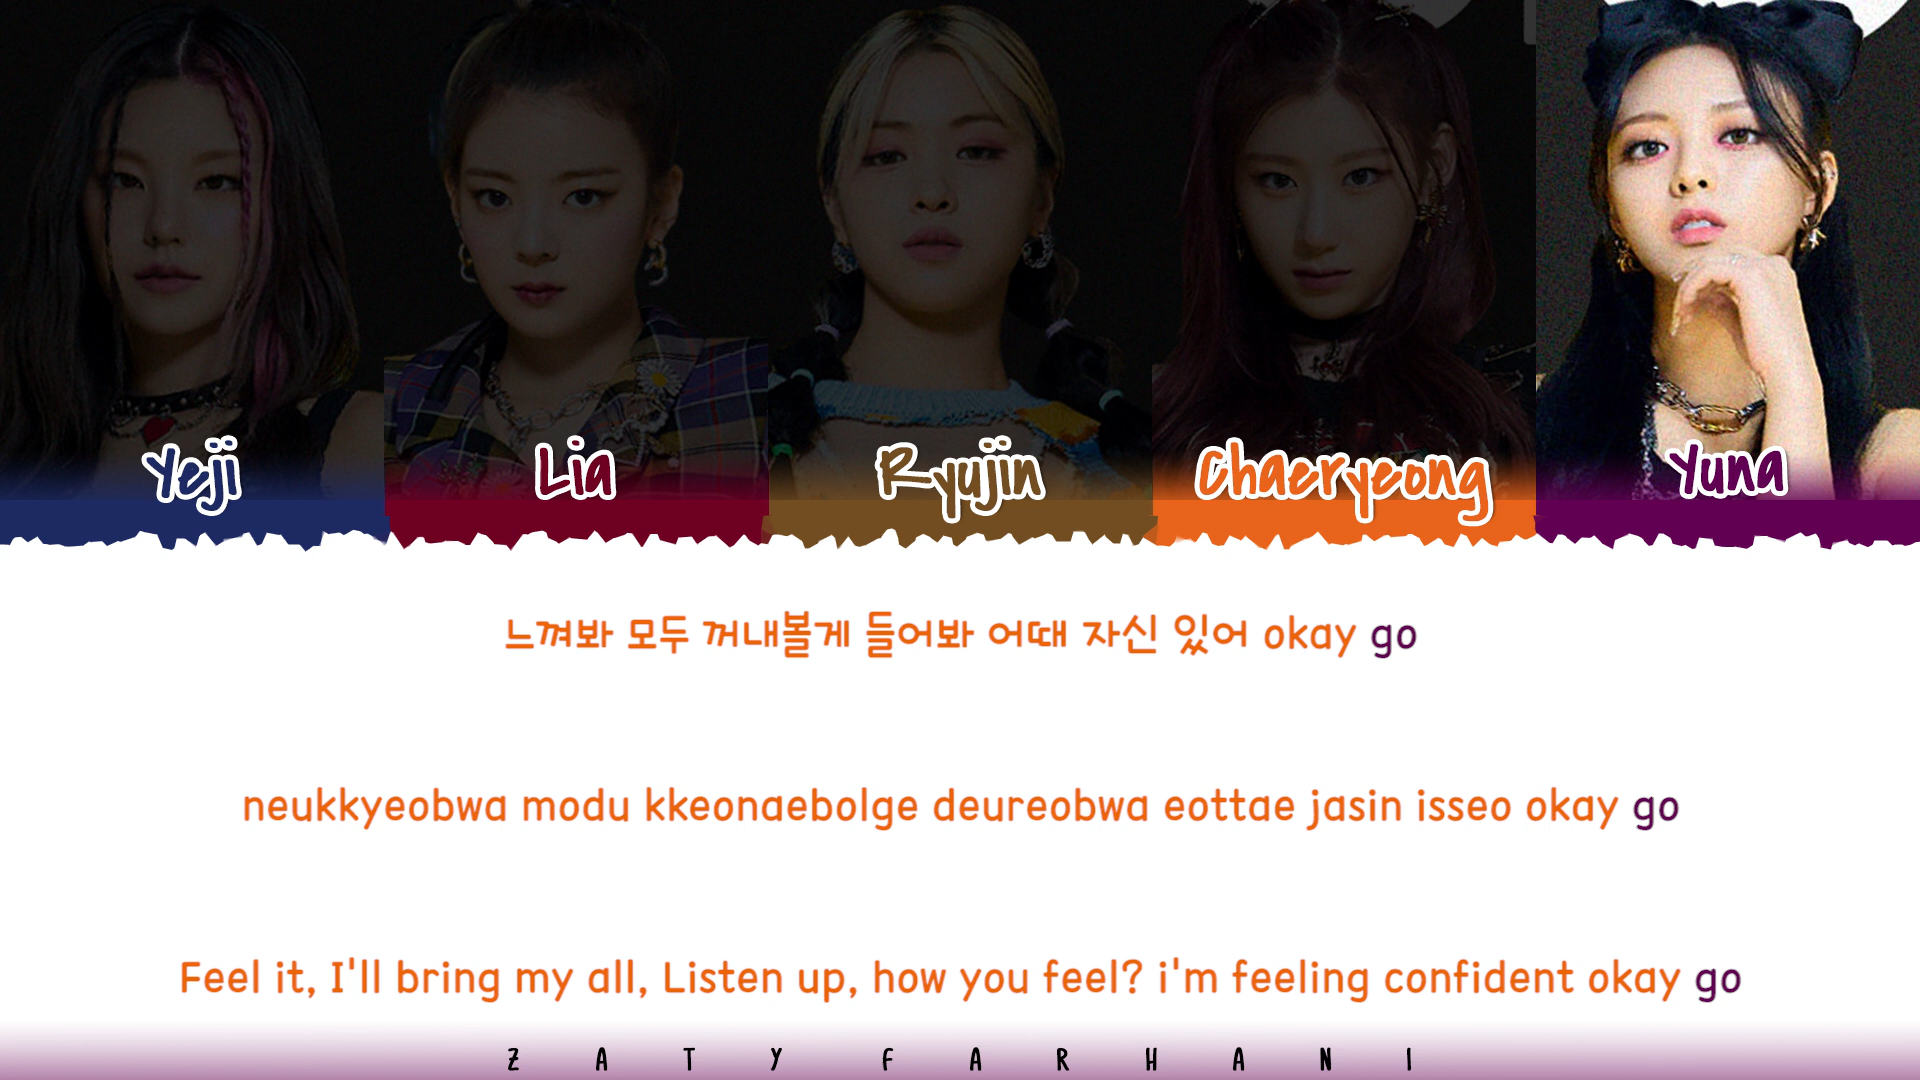 Yeji Lia Ryujin Chaeryeong Yuna
느껴봐 모두 꺼내볼게 들어봐 어때 자신 있어 okay go
neukkyeobwa modu kkeonaebolge deureobwa eottae jasin isseo okay go
Feel it, I'll bring my all, Listen up, how you feel? i'm feeling confident okay go
ZATY FARHANI